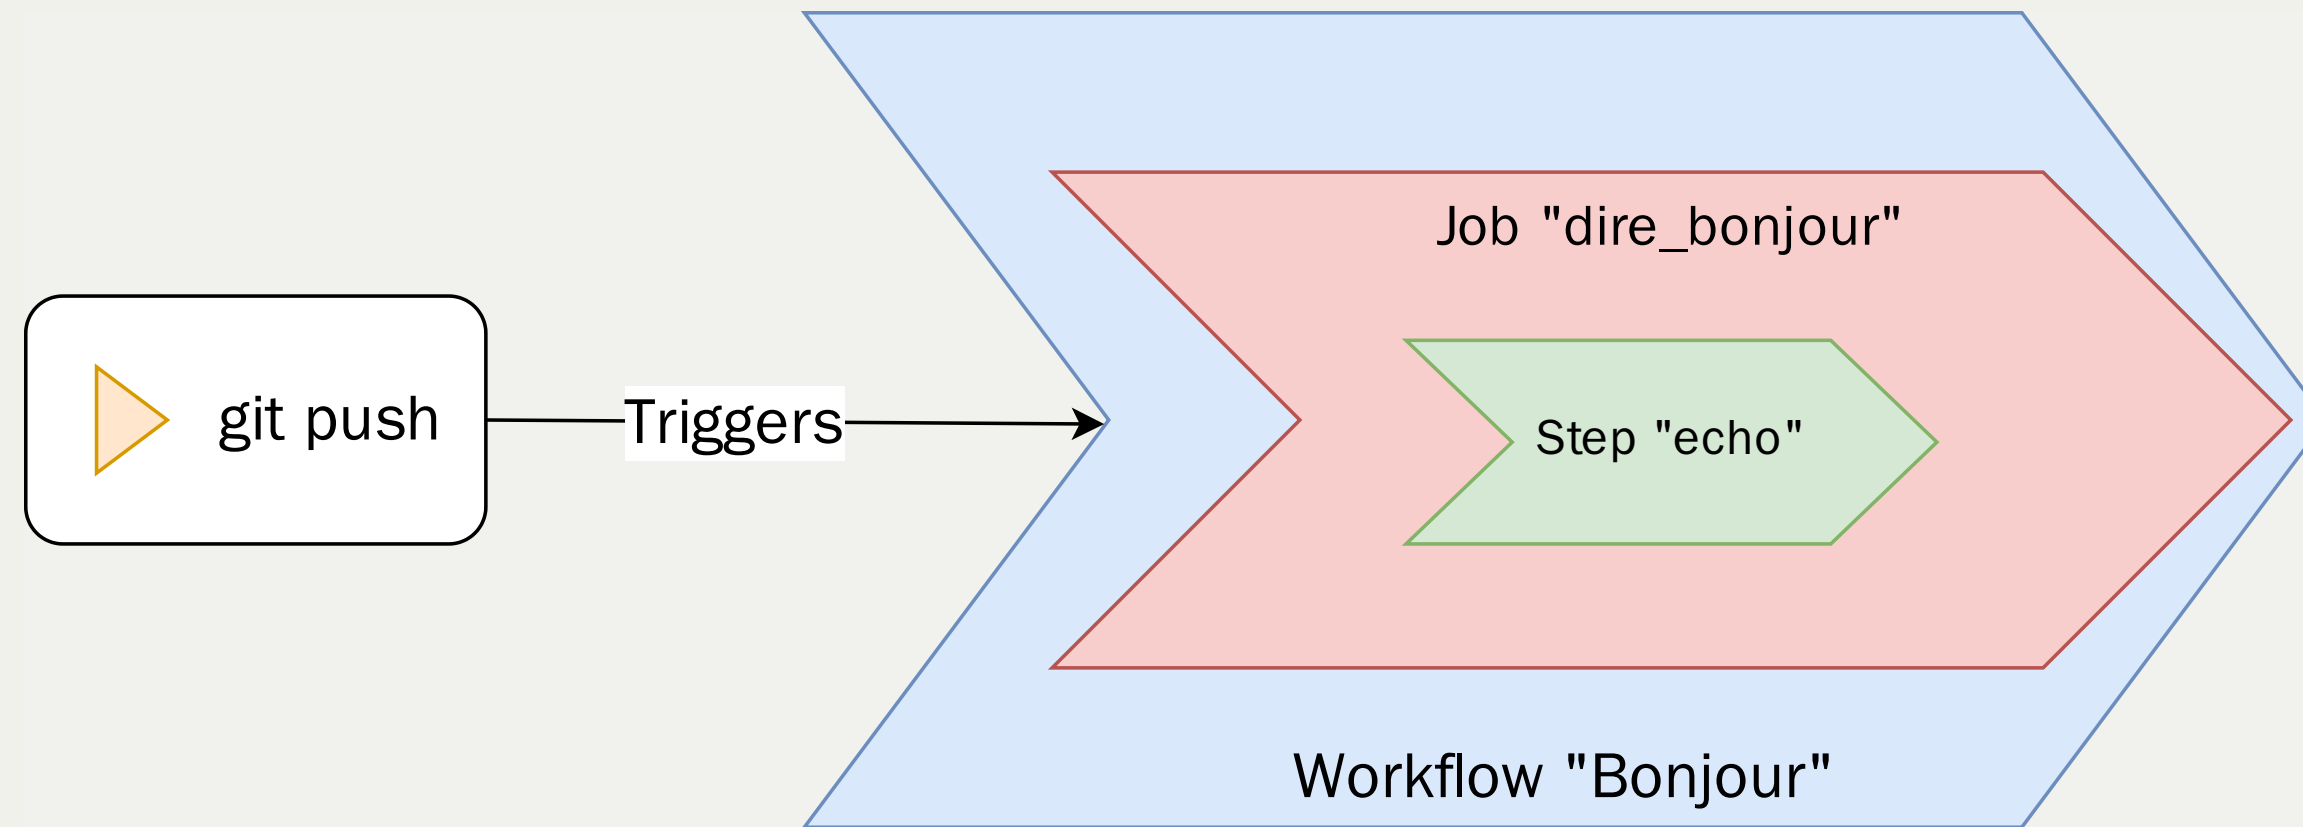 git push
Triggers
Job "dire_bonjour"
Step "echo"
Workflow "Bonjour"